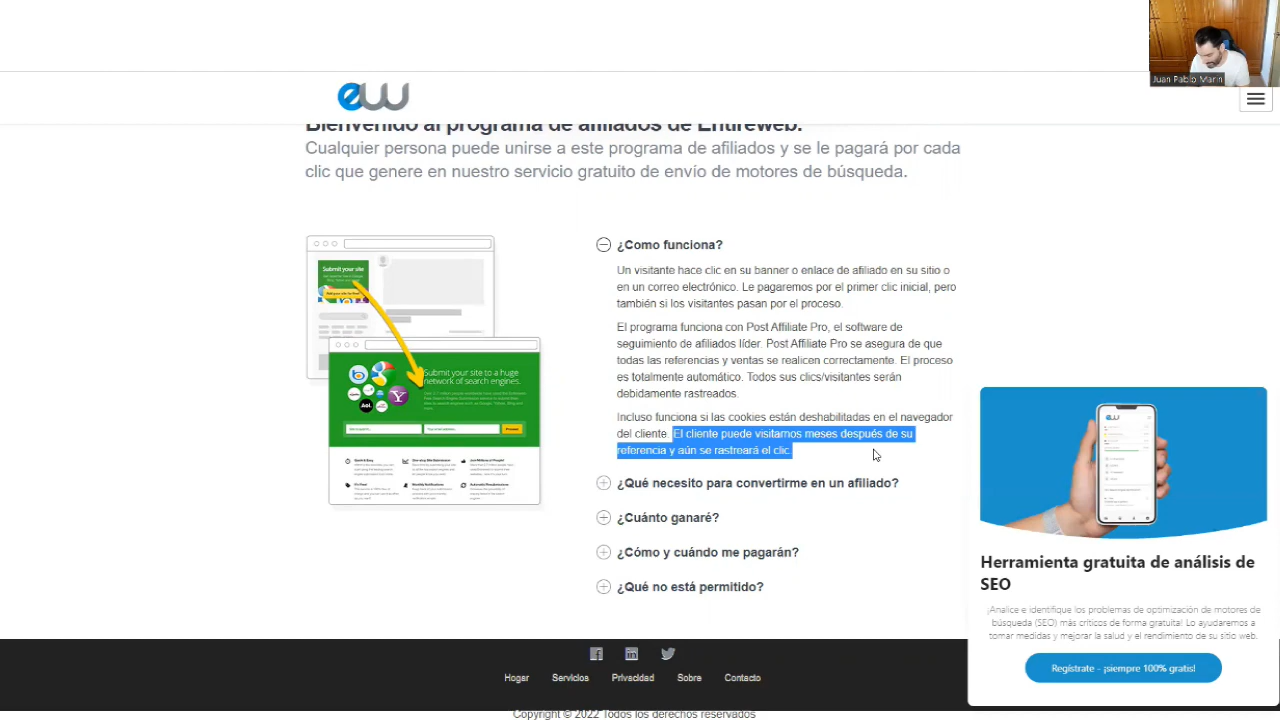 Juan Pablo Marin
ew
Bienvenido al programa de afiliados de Entireweb.
Cualquier persona puede unirse a este programa de afiliados y se le pagará por cada
clic que genere en nuestro servicio gratuito de envío de motores de búsqueda.
Submit your site
Submit your site to a huge
network of search engines.
¿Como funciona?
Un visitante hace clic en su banner o enlace de afiliado en su sitio o
en un correo electrónico. Le pagaremos por el primer clic inicial, pero
también si los visitantes pasan por el proceso.
El programa funciona con Post Affiliate Pro, el software de
seguimiento de afiliados líder. Post Affiliate Pro se asegura de que
todas las referencias y ventas se realicen correctamente. El proceso
es totalmente automático. Todos sus clics/visitantes serán
debidamente rastreados.
Incluso funciona si las cookies están deshabilitadas en el navegador
del cliente. El cliente puede visitarnos meses después de su
referencia y aún se rastreará el clic.
¿Qué necesito para convertirme en un afiliado?
¿Cuánto ganaré?
¿Cómo y cuándo me pagarán?
¿Qué no está permitido?
Herramienta gratuita de análisis de
SEO
¡Analice e identifique los problemas de optimización de motores de
búsqueda (SEO) más críticos de forma gratuita! Lo ayudaremos a
tomar medidas y mejorar la salud y el rendimiento de su sitio web.
Regístrate - ¡siempre 100% gratis!
Hogar Servicios Privacidad Sobre Contacto
Copyright © 2022 Todos los derechos reservados